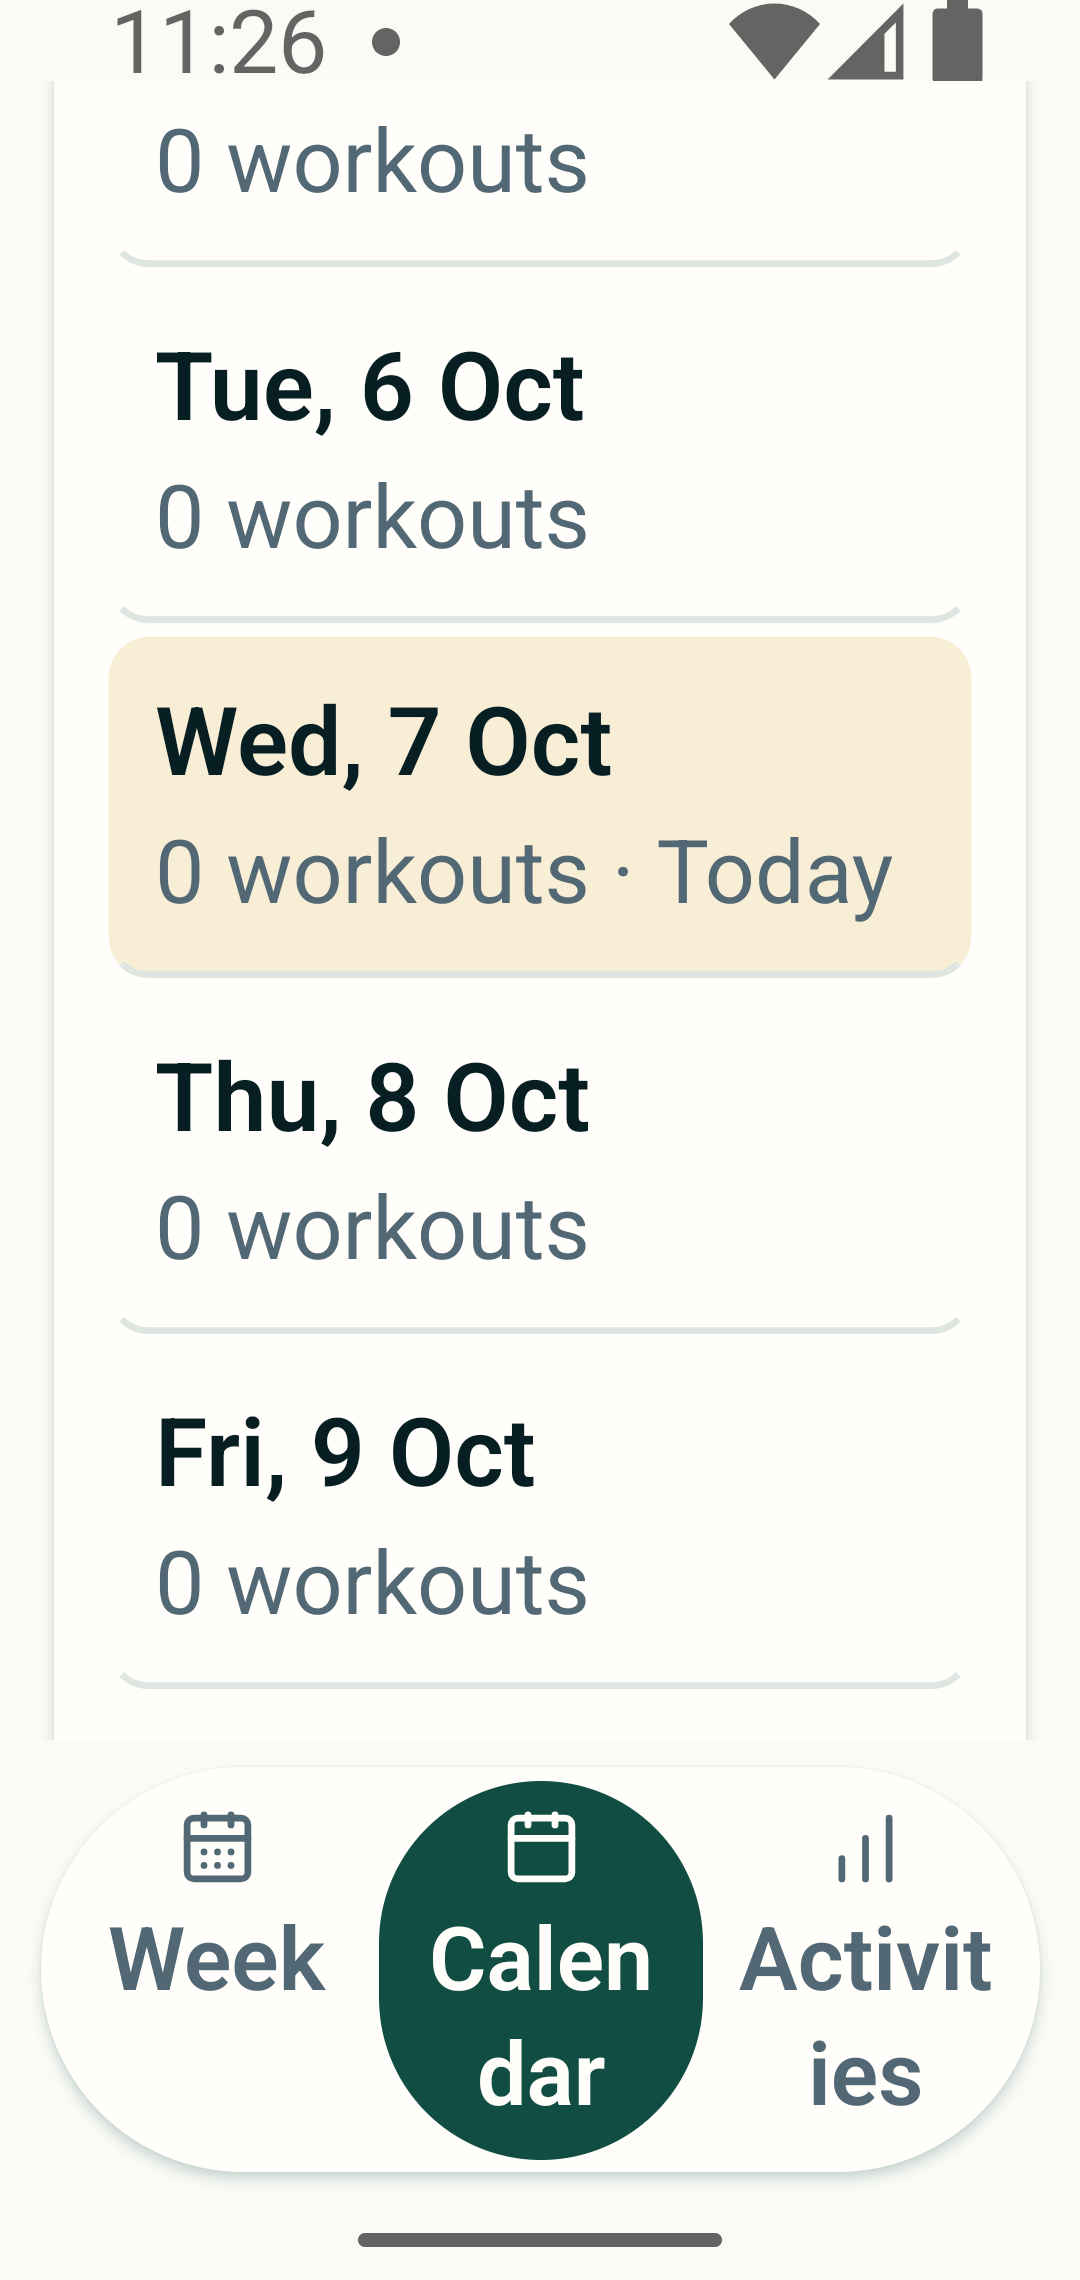 11:26
0 workouts
Tue, 6 Oct
0 workouts
Wed, 7 Oct
0 workouts · Today
Thu, 8 Oct
0 workouts
Fri, 9 Oct
0 workouts
Week
Calen
dar
Activit
ies